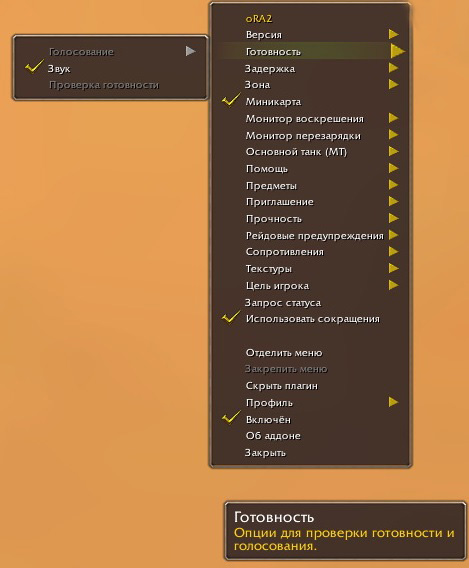 oRA2
Версия
Готовность
Задержка
Зона
Миникарта
Монитор воскрешения
Монитор перезарядки
Основной танк (МТ)
Помощь
Предметы
Приглашение
Прочность
Рейдовые предупреждения
Сопротивления
Текстуры
Цель игрока
Запрос статуса
Использовать сокращения
Отделить меню
Закрепить меню
Скрыть плагин
Профиль
Включён
Об аддоне
Закрыть
Голосование
Звук
Проверка готовности
Готовность
Опции для проверки готовности и
голосования.